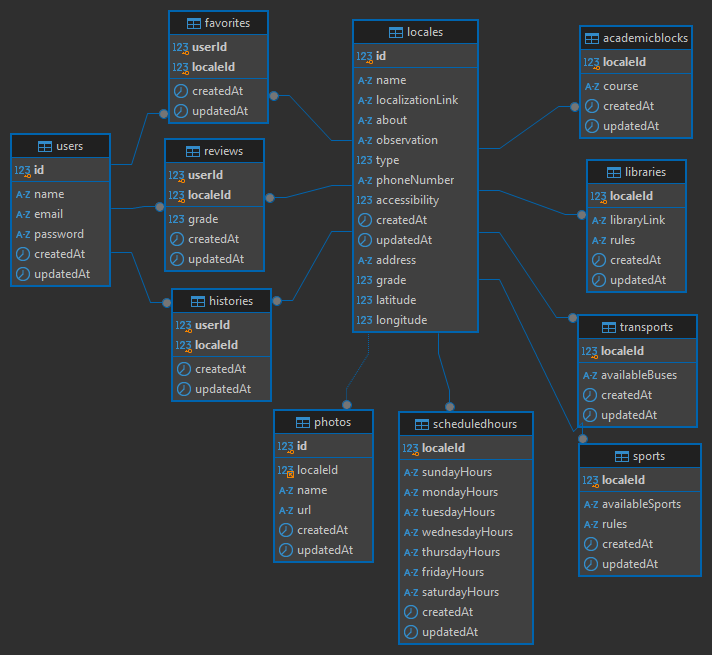 favorites
123 userId
123 localeId
createdAt
updatedAt
locales
123 id
A-Z name
A-Z localizationLink
A-Z about
A-Z observation
123 type
A-Z phoneNumber
123 accessibility
createdAt
updatedAt
A-Z address
123 grade
123 latitude
123 longitude
academicblocks
123 localeId
A-Z course
createdAt
updatedAt
users
123 id
A-Z name
A-Z email
A-Z password
createdAt
updatedAt
reviews
123 userId
123 localeId
123 grade
createdAt
updatedAt
libraries
123 localeId
A-Z libraryLink
A-Z rules
createdAt
updatedAt
histories
123 userId
123 localeId
createdAt
updatedAt
transports
123 localeId
A-Z availableBuses
createdAt
updatedAt
photos
123 id
123 localeId
A-Z name
A-Z url
createdAt
updatedAt
scheduledhours
123 localeId
A-Z sundayHours
A-Z mondayHours
A-Z tuesdayHours
A-Z wednesdayHours
A-Z thursdayHours
A-Z fridayHours
A-Z saturdayHours
createdAt
updatedAt
sports
123 localeId
A-Z availableSports
A-Z rules
createdAt
updatedAt